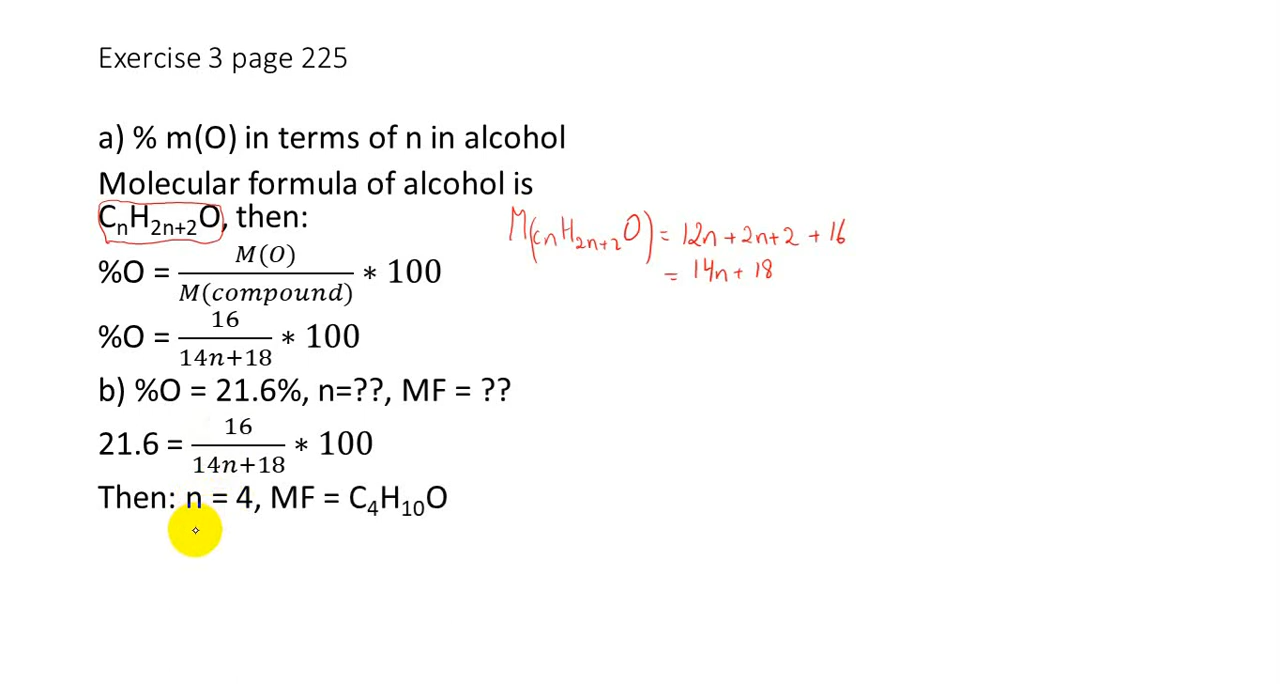 Exercise 3 page 225
a) % m(O) in terms of n in alcohol
Molecular formula of alcohol is
CₙH₂ₙ₊₂O, then:
M(CₙH₂ₙ₊₂O) = 12n + 2n + 2 + 16
= 14n + 18
%O = M(O)/M(compound) * 100
%O = 16/14n+18 * 100
b) %O = 21.6%, n=??, MF = ??
21.6 = 16/14n+18 * 100
Then: n = 4, MF = C₄H₁₀O